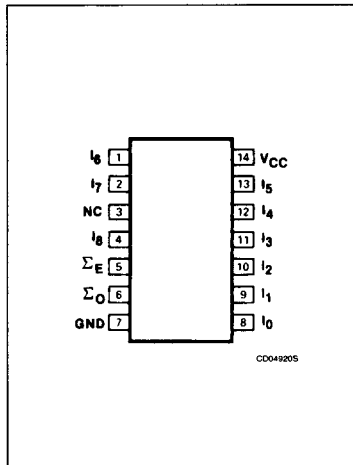 I6 1 14 VCC
I7 2 13 I5
NC 3 12 I4
I8 4 11 I3
ΣE 5 10 I2
ΣO 6 9 I1
GND 7 8 I0
CD04920S